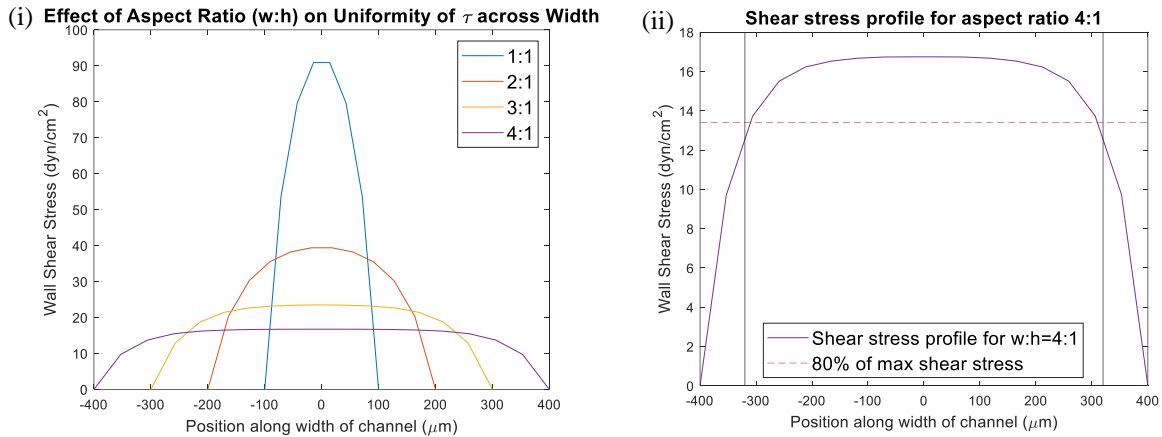 (i)
Effect of Aspect Ratio (w:h) on Uniformity of τ across Width
100
90
80
70
60
50
40
30
20
10
0
Wall Shear Stress (dyn/cm²)
1:1
2:1
3:1
4:1
-400 -300 -200 -100 0 100 200 300 400
Position along width of channel (μm)
(ii)
Shear stress profile for aspect ratio 4:1
18
16
14
12
10
8
6
4
2
0
Wall Shear Stress (dyn/cm²)
Shear stress profile for w:h=4:1
80% of max shear stress
-400 -300 -200 -100 0 100 200 300 400
Position along width of channel (μm)